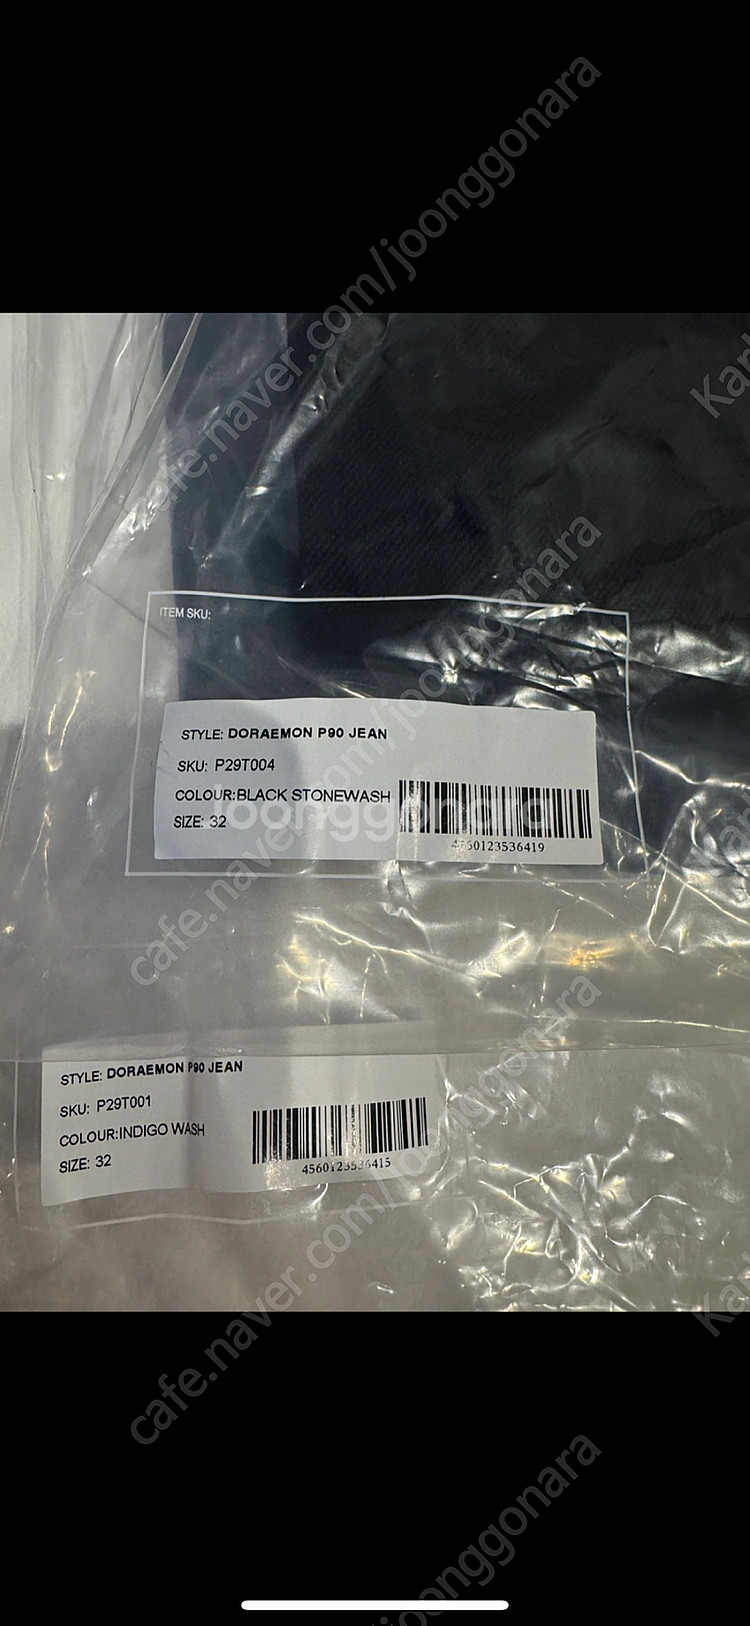 cafe.naver.com/joonggonara
ITEM SKU:
STYLE: DORAEMON P90 JEAN
SKU: P29T004
COLOUR:BLACK STONEWASH
SIZE: 32
Joonggonara
cafe.naver.com/joonggonara
STYLE: DORAEMON P90 JEAN
SKU: P29T001
COLOUR:INDIGO WASH
SIZE: 32
4560123536415
cafe.naver.com/joonggonara